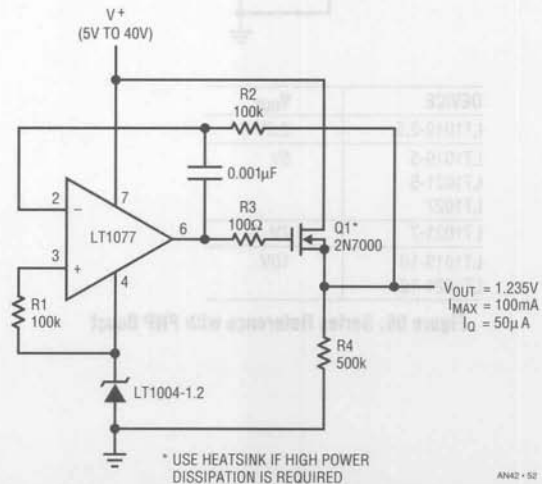 V+
(5V TO 40V)
R2
100k
0.001µF
2
−
7
LT1077
6
R3
100Ω
Q1*
2N7000
3
+
4
R1
100k
VOUT = 1.235V
IMAX = 100mA
IQ = 50µA
R4
500k
LT1004-1.2
* USE HEATSINK IF HIGH POWER
DISSIPATION IS REQUIRED
AN42 • 52